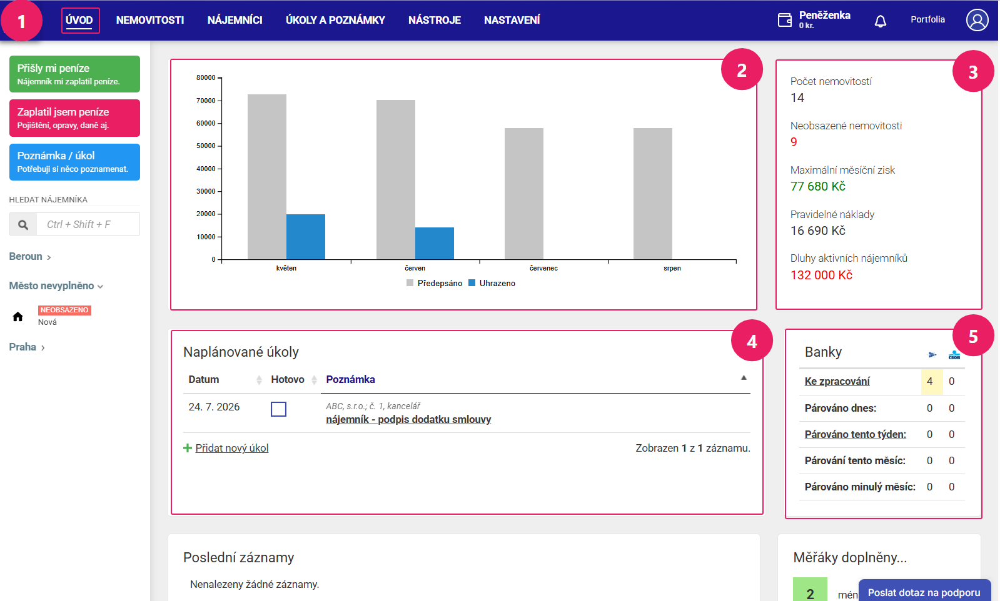 1
ÚVOD
NEMOVITOSTI
NÁJEMNÍCI
ÚKOLY A POZNÁMKY
NÁSTROJE
NASTAVENÍ
Peněženka
0 kr.
Portfolia
Přišly mi peníze
Nájemník mi zaplatil peníze.
Zaplatil jsem peníze
Pojištění, opravy, daně aj.
Poznámka / úkol
Potřebuji si něco poznamenat.
HLEDAT NÁJEMNÍKA
Ctrl + Shift + F
Beroun
Město nevyplněno
NEOBSAZENO
Nová
Praha
2
80000
70000
60000
50000
40000
30000
20000
10000
0
květen
červen
červenec
srpen
Předepsáno
Uhrazeno
3
Počet nemovitostí
14
Neobsazené nemovitosti
9
Maximální měsíční zisk
77 680 Kč
Pravidelné náklady
16 690 Kč
Dluhy aktivních nájemníků
132 000 Kč
4
Naplánované úkoly
Datum Hotovo Poznámka
24. 7. 2026
ABC, s.r.o.; č. 1, kancelář
nájemník - podpis dodatku smlouvy
Přidat nový úkol
Zobrazen 1 z 1 záznamu.
5
Banky
ČSOB
Ke zpracování 4 0
Párováno dnes: 0 0
Párováno tento týden: 0 0
Párování tento měsíc: 0 0
Párováno minulý měsíc: 0 0
Poslední záznamy
Nenalezeny žádné záznamy.
Měřáky doplněny...
2
Poslat dotaz na podporu